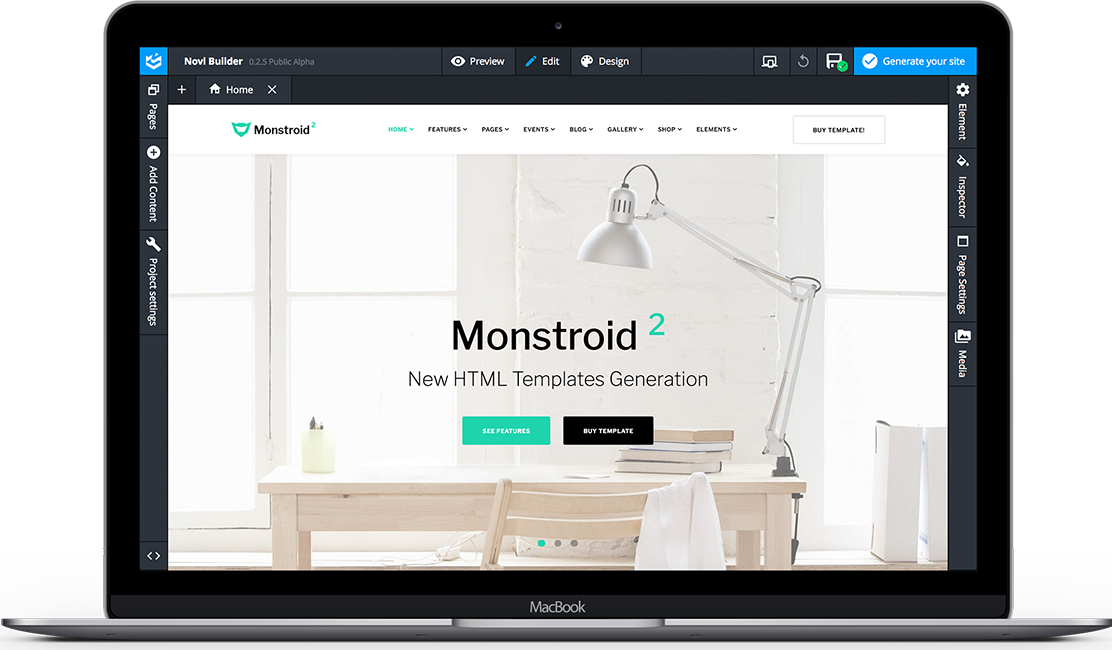 Novi Builder 0.2.5 Public Alpha
Preview
Edit
Design
Generate your site
Home
Pages
Add Content
Project settings
Monstroid 2
HOME
FEATURES
PAGES
EVENTS
BLOG
GALLERY
SHOP
ELEMENTS
BUY TEMPLATE!
Monstroid 2
New HTML Templates Generation
SEE FEATURES
BUY TEMPLATE
Element
Inspector
Page Settings
Media
MacBook